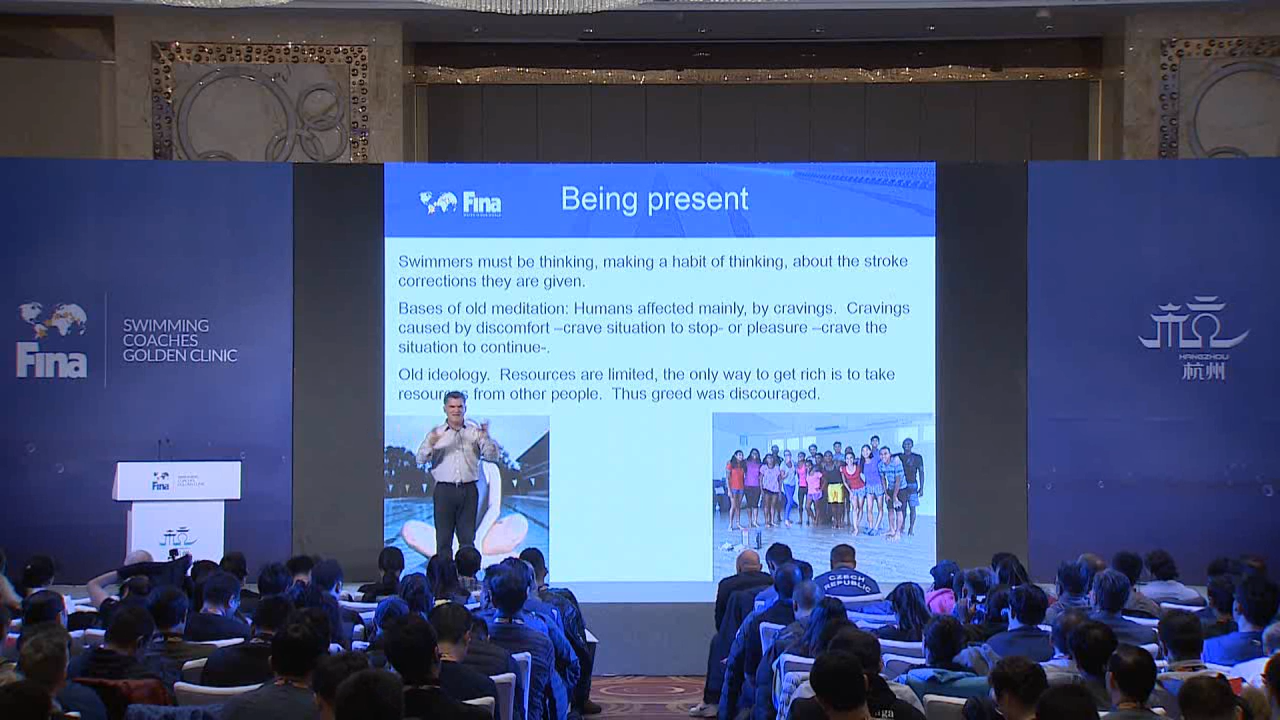 Fina
Being present
Swimmers must be thinking, making a habit of thinking, about the stroke
corrections they are given.
Bases of old meditation: Humans affected mainly, by cravings.  Cravings
caused by discomfort –crave situation to stop- or pleasure –crave the
situation to continue-.
Old ideology.  Resources are limited, the only way to get rich is to take
resources from other people.  Thus greed was discouraged.
Fina
SWIMMING
COACHES
GOLDEN CLINIC
HANGZHOU
杭州
Fina
CZECH
REPUBLIC